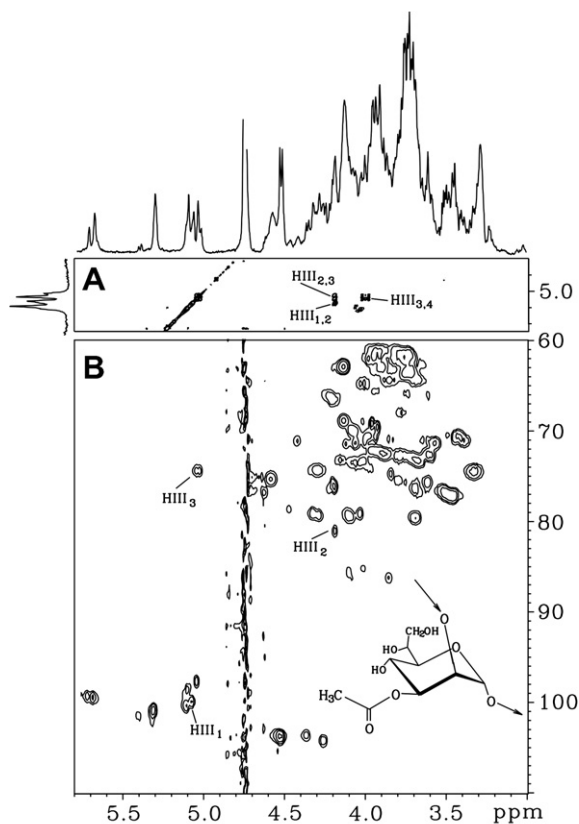 A
HIII2,3
HIII1,2
HIII3,4
5.0
B
60
70
80
90
100
HIII3
HIII2
HIII1
O
CH2OH
HO
O
HO
H3C
O
O
O
5.5 5.0 4.5 4.0 3.5 ppm